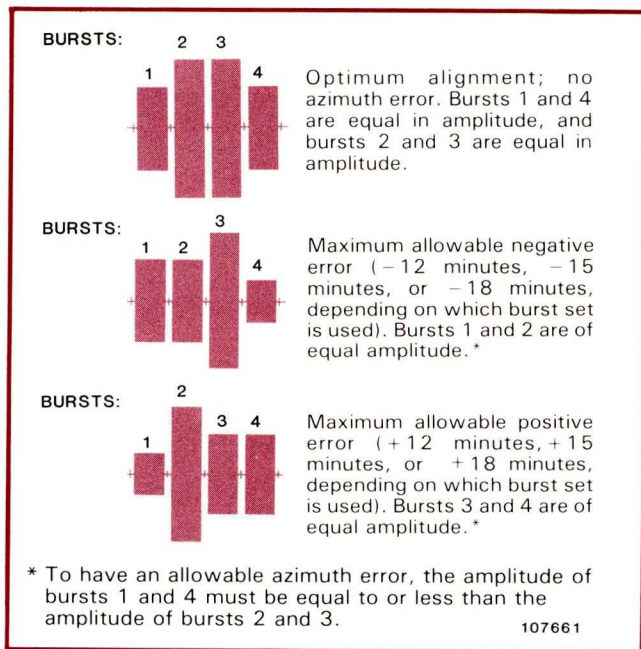 BURSTS:
1 2 3 4
Optimum alignment; no
azimuth error. Bursts 1 and 4
are equal in amplitude, and
bursts 2 and 3 are equal in
amplitude.
BURSTS:
1 2 3 4
Maximum allowable negative
error (−12 minutes, −15
minutes, or −18 minutes,
depending on which burst set
is used). Bursts 1 and 2 are of
equal amplitude.*
BURSTS:
1 2 3 4
Maximum allowable positive
error (+12 minutes, +15
minutes, or +18 minutes,
depending on which burst set
is used). Bursts 3 and 4 are of
equal amplitude.*
* To have an allowable azimuth error, the amplitude of
bursts 1 and 4 must be equal to or less than the
amplitude of bursts 2 and 3.
107661